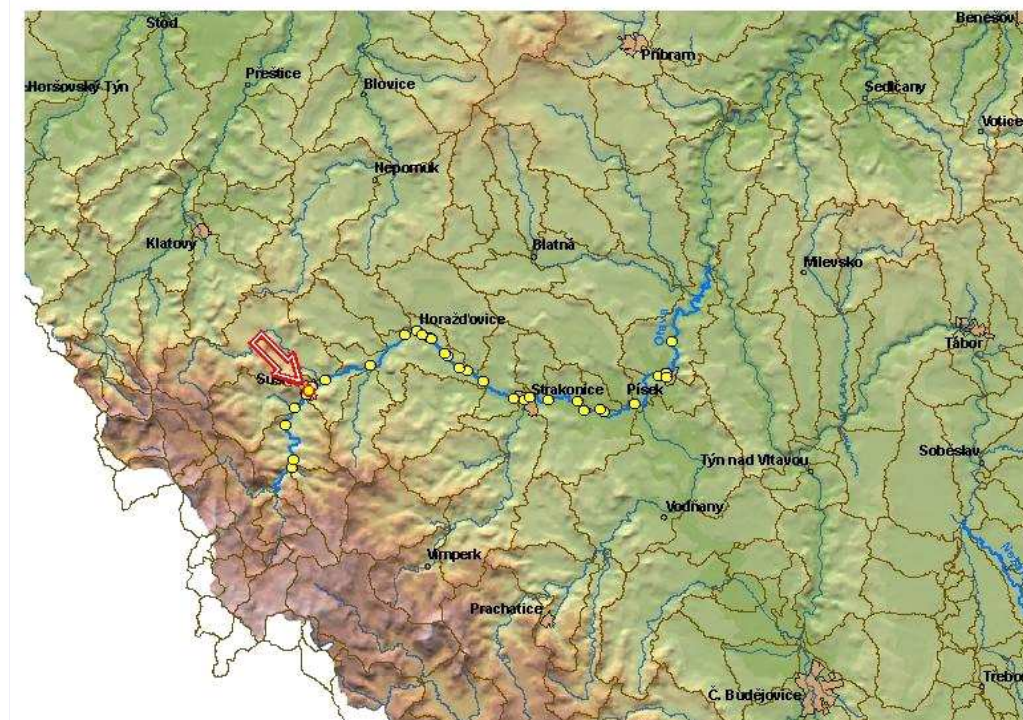 Stod
Benešov
Příbram
Přeštice
Horšovský Týn
Blovice
Sedlčany
Votice
Nepomuk
Klatovy
Blatná
Milevsko
Otava
Horažďovice
Tábor
Strakonice
Písek
Soběslav
Týn nad Vltavou
Vodňany
Vimperk
Prachatice
Č. Budějovice